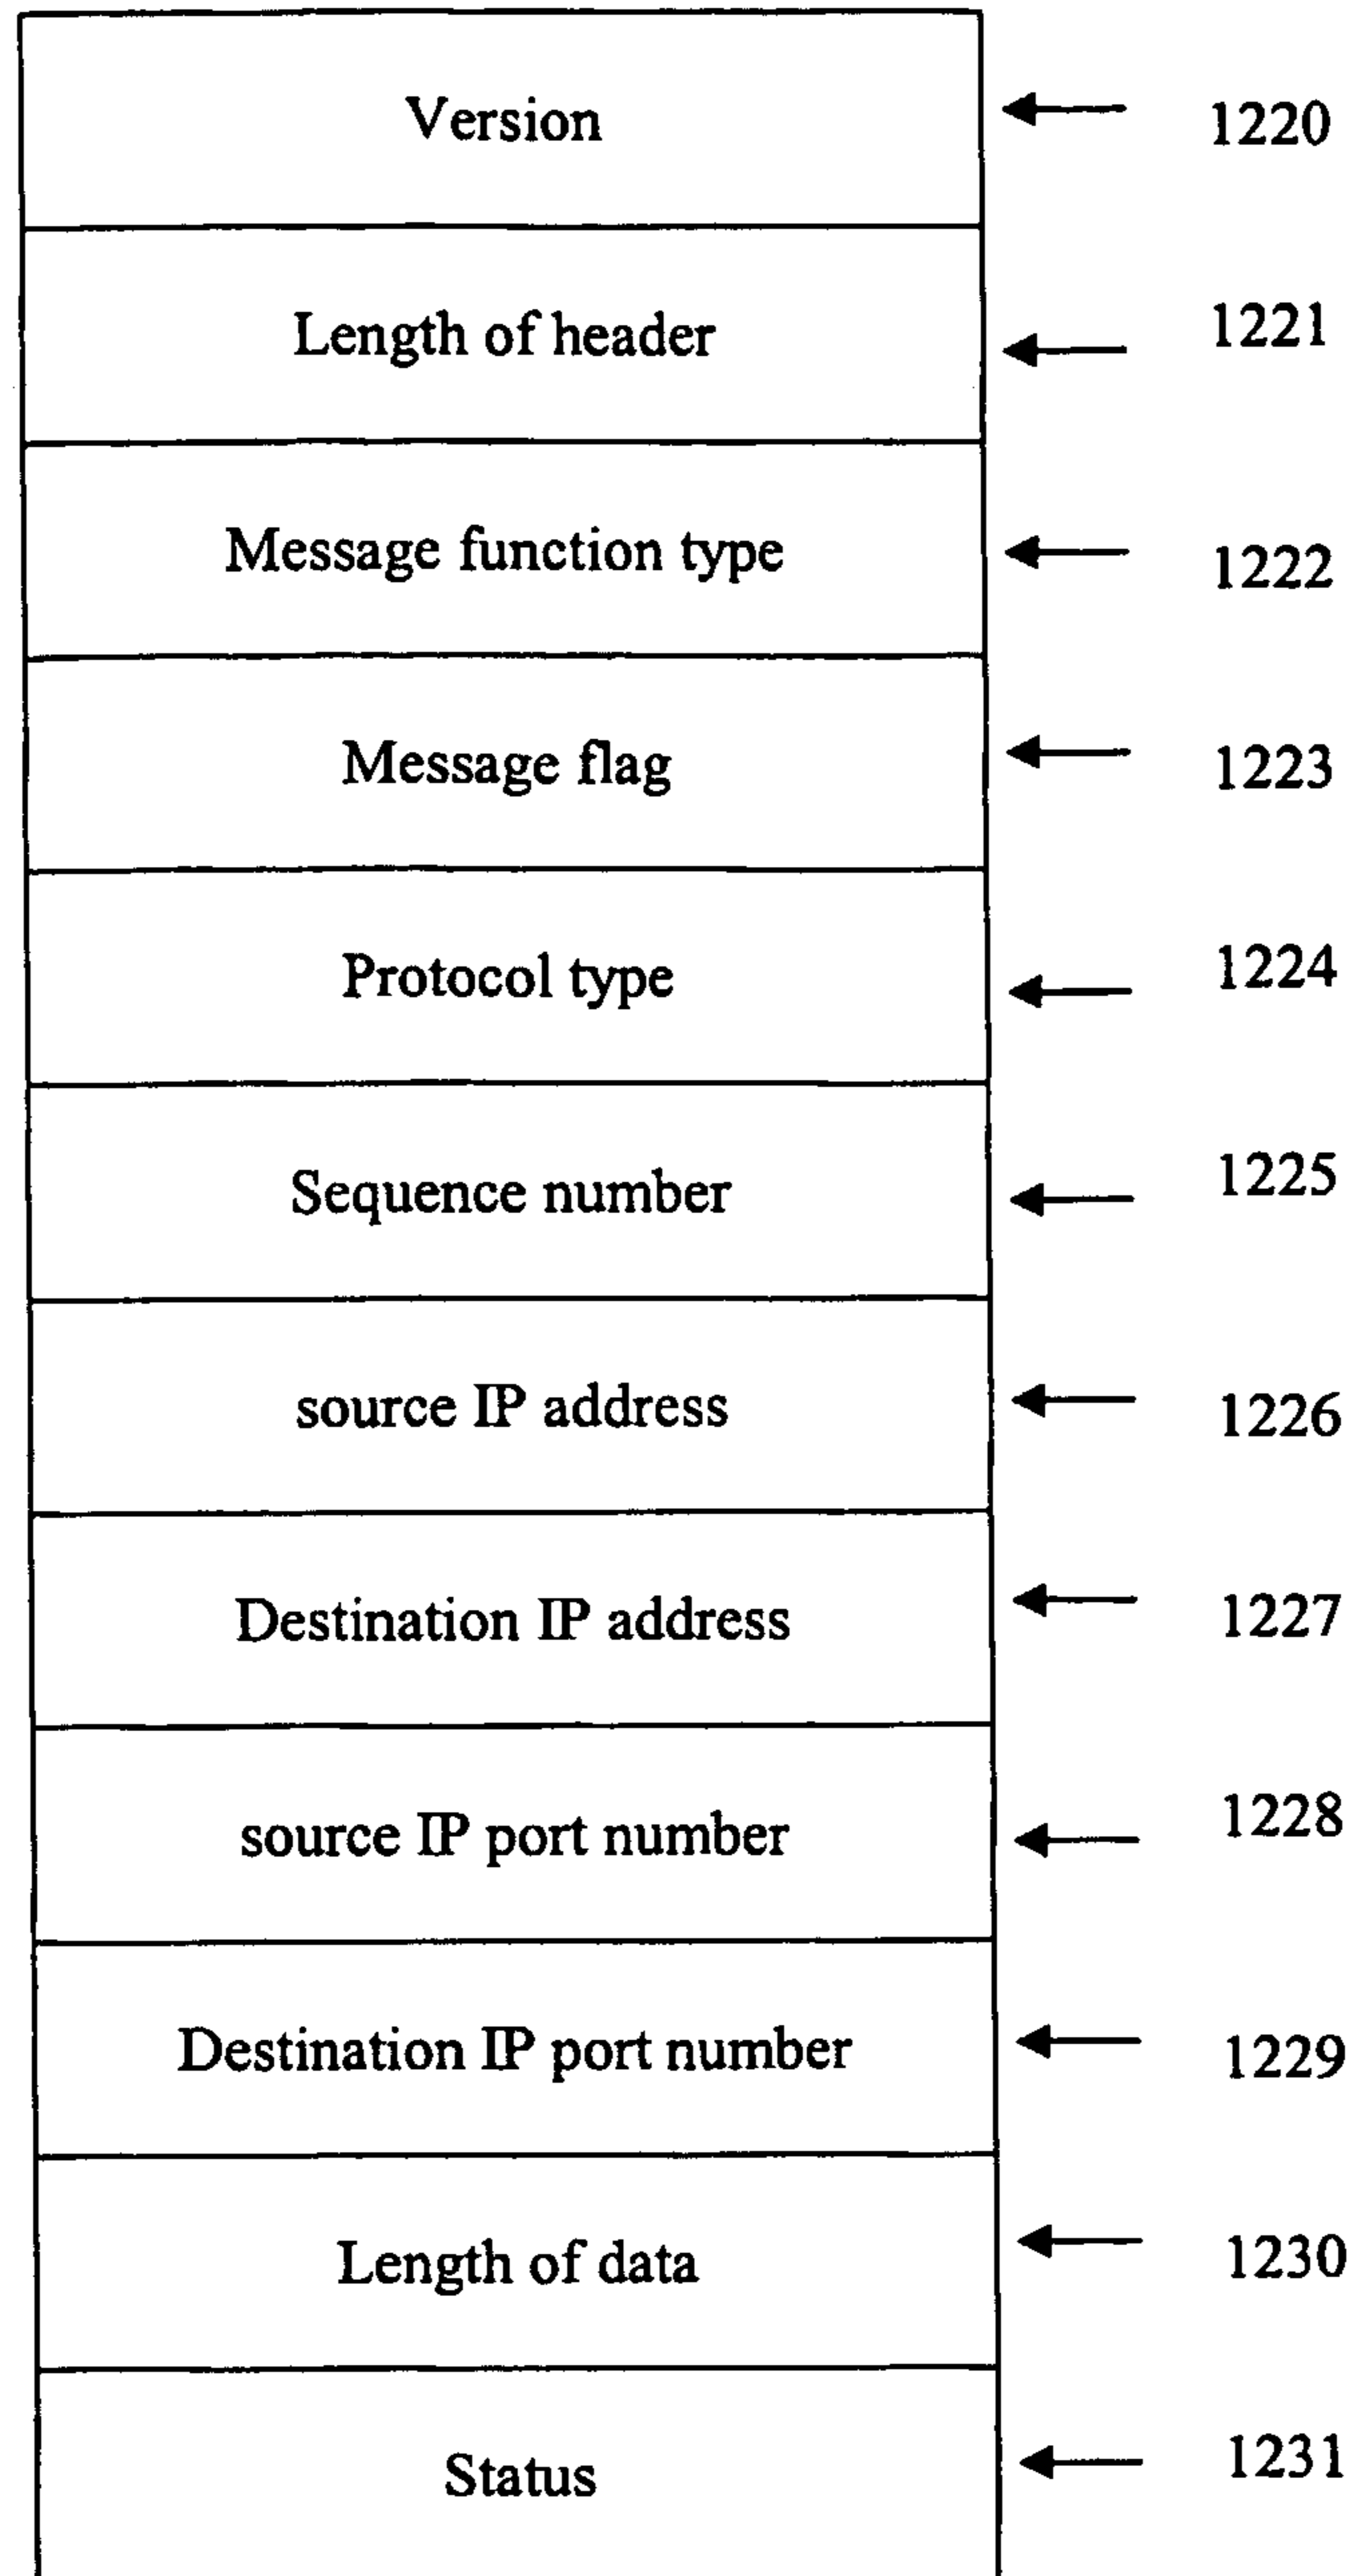 Version 1220
Length of header 1221
Message function type 1222
Message flag 1223
Protocol type 1224
Sequence number 1225
source IP address 1226
Destination IP address 1227
source IP port number 1228
Destination IP port number 1229
Length of data 1230
Status 1231